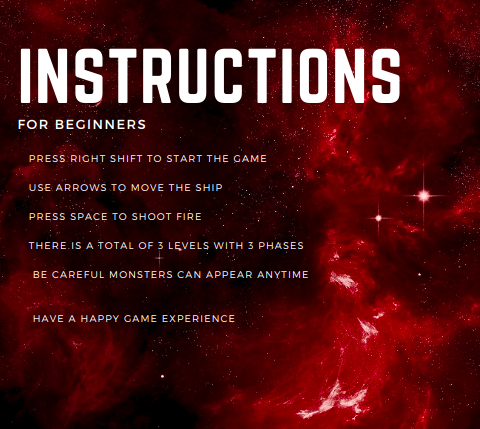 INSTRUCTIONS
FOR BEGINNERS
PRESS RIGHT SHIFT TO START THE GAME
USE ARROWS TO MOVE THE SHIP
PRESS SPACE TO SHOOT FIRE
THERE IS A TOTAL OF 3 LEVELS WITH 3 PHASES
BE CAREFUL MONSTERS CAN APPEAR ANYTIME
HAVE A HAPPY GAME EXPERIENCE